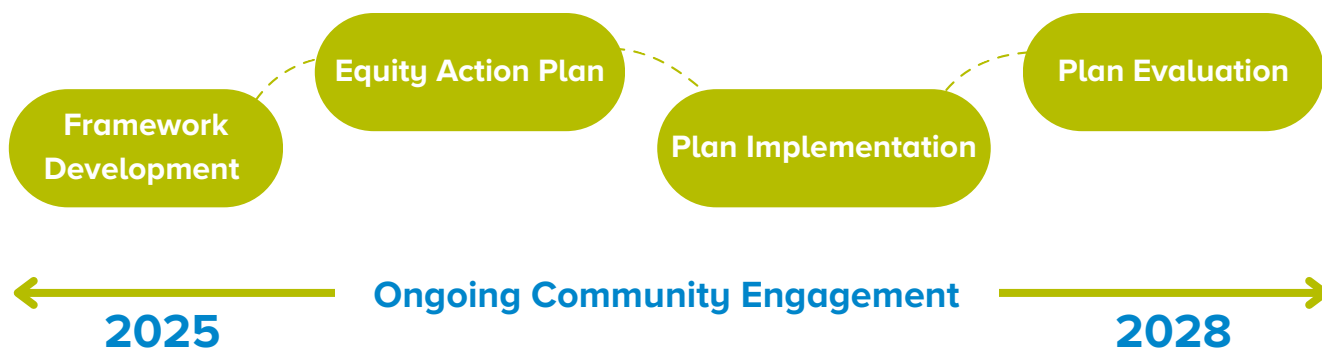 Framework
Development
Equity Action Plan
Plan Implementation
Plan Evaluation
Ongoing Community Engagement
2025
2028